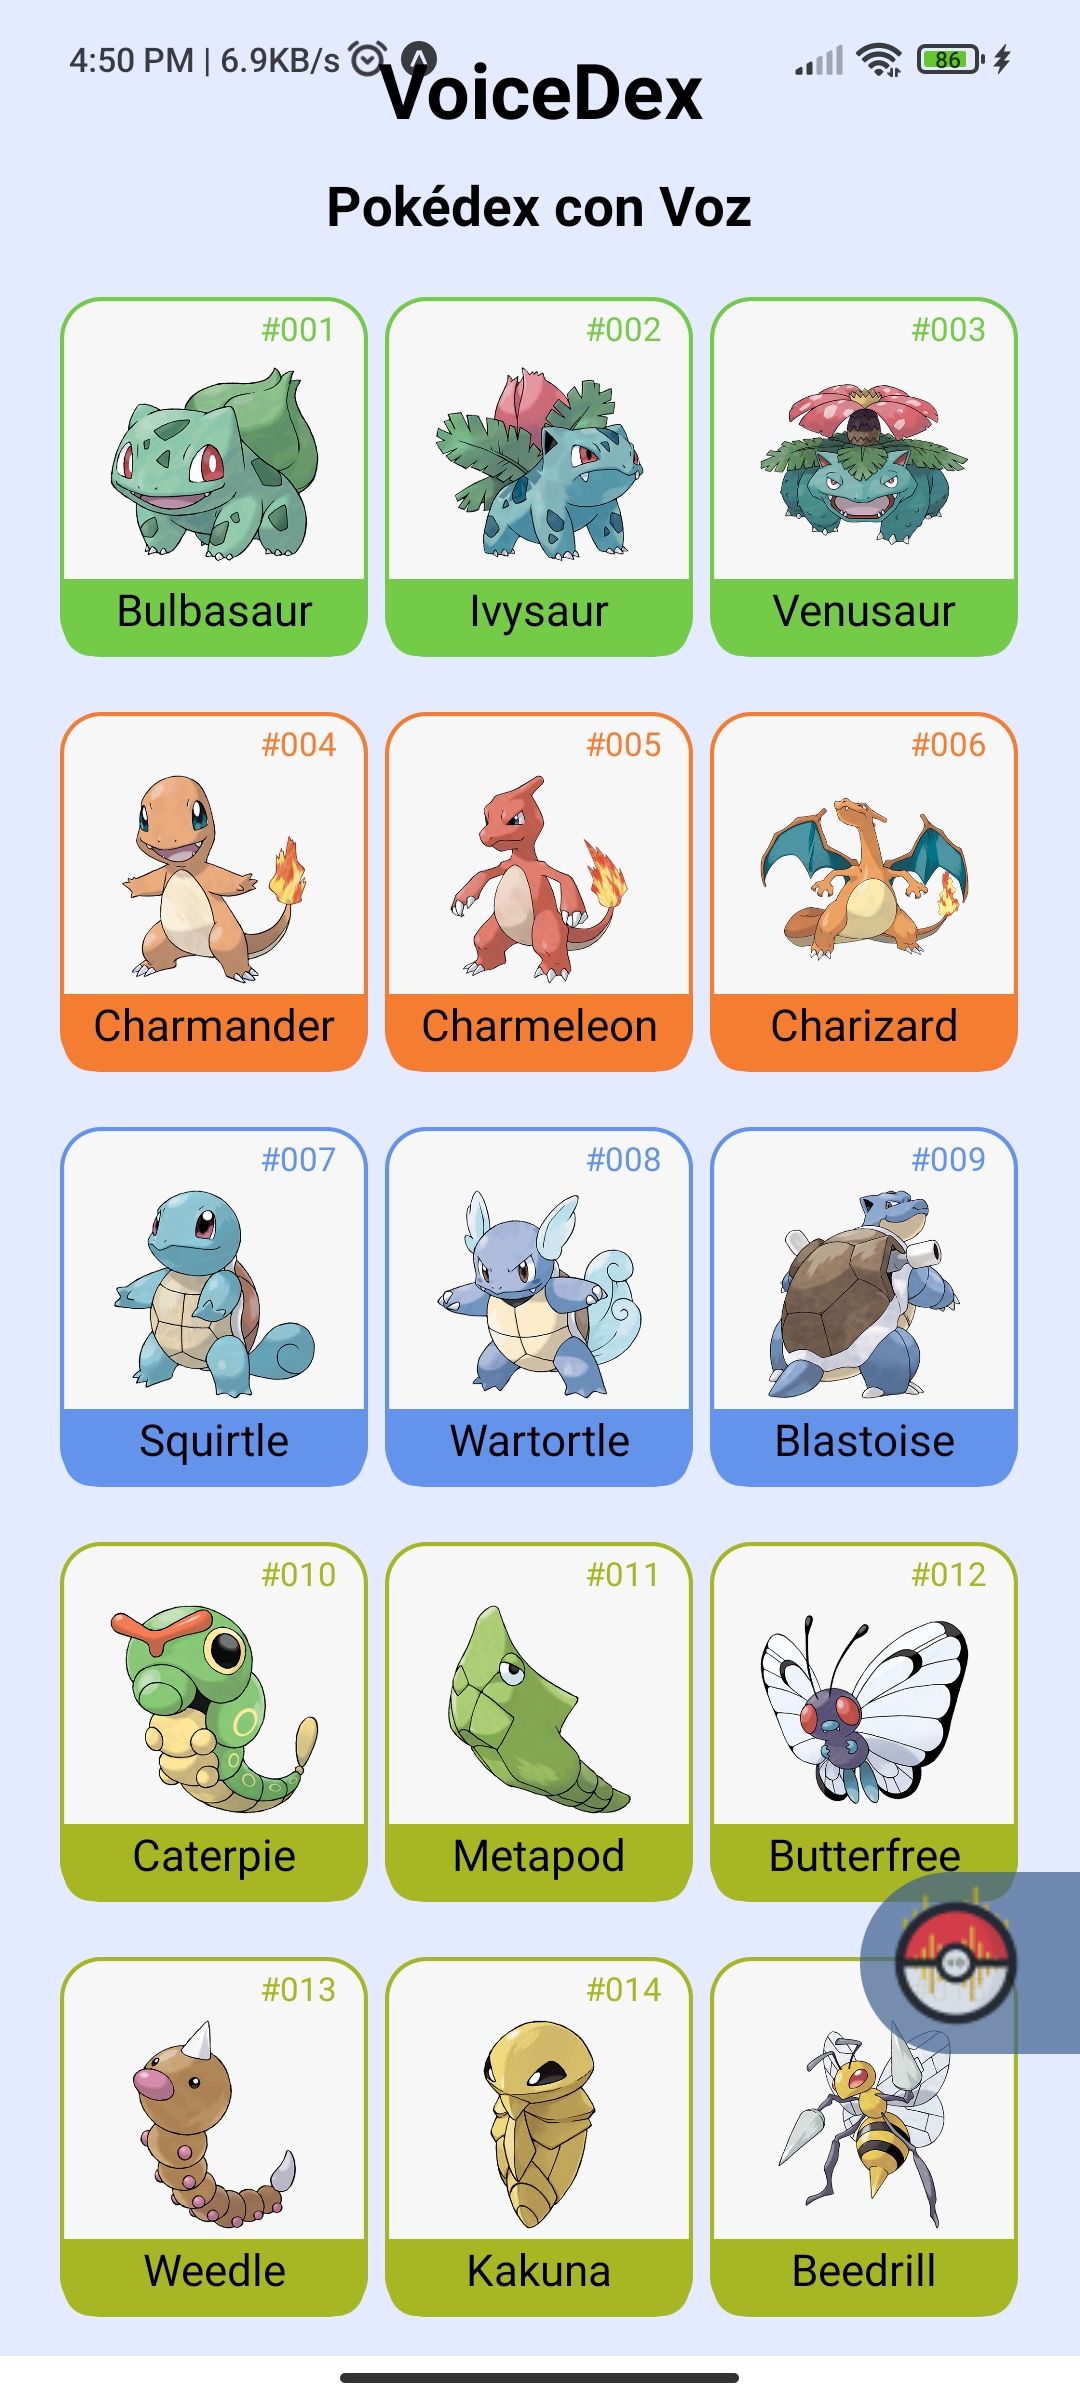 4:50 PM | 6.9KB/s
86
VoiceDex
Pokédex con Voz
#001 #002 #003
Bulbasaur Ivysaur Venusaur
#004 #005 #006
Charmander Charmeleon Charizard
#007 #008 #009
Squirtle Wartortle Blastoise
#010 #011 #012
Caterpie Metapod Butterfree
#013 #014
Weedle Kakuna Beedrill